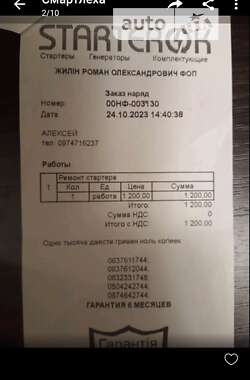 Смартлеха
2/10
auto
STARTCROK
Стартеры Генераторы Комплектующие
ЖИЛІН РОМАН ОЛЕКСАНДРОВИЧ ФОП
Заказ наряд
Номер: 00НФ-003130
Дата 24.10.2023 14:40:38
АЛЕКСЕЙ
тел 0974716237
Работы
1 Ремонт стартера
Кол Ед Цена Сумма
1 работа 1 200,00 1 200,00
Итого: 1 200,00
Сумма НДС: 0
Итого с НДС: 1 200,00
Одно тысяча двести гривен ноль копеек
0637611744,
0637612044,
0632331748,
0504242744,
0674642744
ГАРАНТИЯ 6 МЕСЯЦЕВ
Гарантія